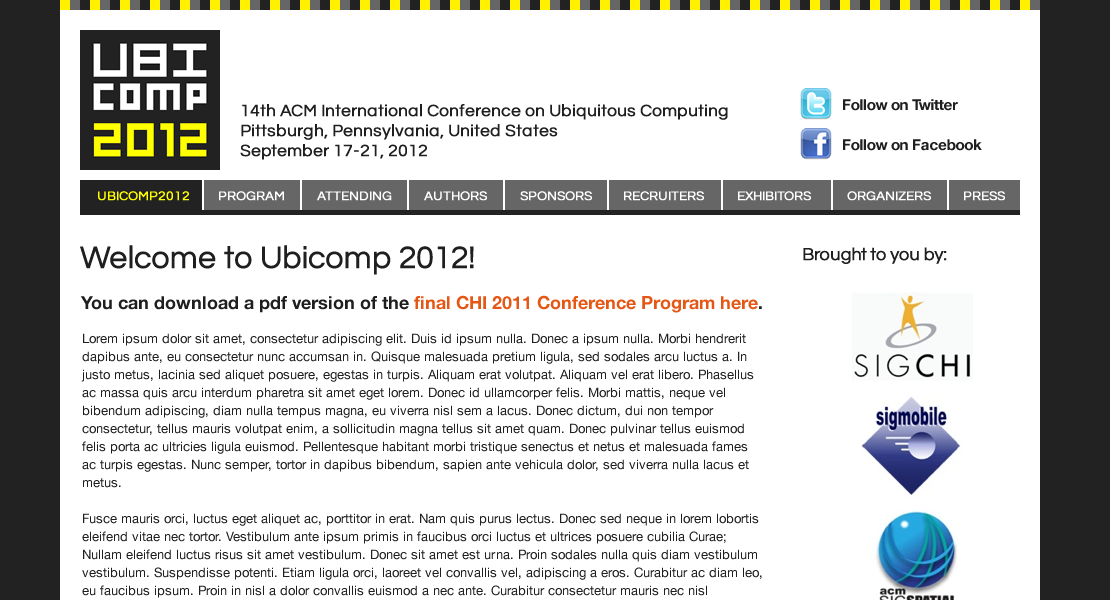 UBI
COMP
2012
14th ACM International Conference on Ubiquitous Computing
Pittsburgh, Pennsylvania, United States
September 17-21, 2012
Follow on Twitter
Follow on Facebook
UBICOMP2012 PROGRAM ATTENDING AUTHORS SPONSORS RECRUITERS EXHIBITORS ORGANIZERS PRESS
Welcome to Ubicomp 2012!
You can download a pdf version of the final CHI 2011 Conference Program here.
Lorem ipsum dolor sit amet, consectetur adipiscing elit. Duis id ipsum nulla. Donec a ipsum nulla. Morbi hendrerit
dapibus ante, eu consectetur nunc accumsan in. Quisque malesuada pretium ligula, sed sodales arcu luctus a. In
justo metus, lacinia sed aliquet posuere, egestas in turpis. Aliquam erat volutpat. Aliquam vel erat libero. Phasellus
ac massa quis arcu interdum pharetra sit amet eget lorem. Donec id ullamcorper felis. Morbi mattis, neque vel
bibendum adipiscing, diam nulla tempus magna, eu viverra nisl sem a lacus. Donec dictum, dui non tempor
consectetur, tellus mauris volutpat enim, a sollicitudin magna tellus sit amet quam. Donec pulvinar tellus euismod
felis porta ac ultricies ligula euismod. Pellentesque habitant morbi tristique senectus et netus et malesuada fames
ac turpis egestas. Nunc semper, tortor in dapibus bibendum, sapien ante vehicula dolor, sed viverra nulla lacus et
metus.
Fusce mauris orci, luctus eget aliquet ac, porttitor in erat. Nam quis purus lectus. Donec sed neque in lorem lobortis
eleifend vitae nec tortor. Vestibulum ante ipsum primis in faucibus orci luctus et ultrices posuere cubilia Curae;
Nullam eleifend luctus risus sit amet vestibulum. Donec sit amet est urna. Proin sodales nulla quis diam vestibulum
vestibulum. Suspendisse potenti. Etiam ligula orci, laoreet vel convallis vel, adipiscing a eros. Curabitur ac diam leo,
eu faucibus ipsum. Proin in nisl a dolor convallis euismod a nec ante. Curabitur consectetur mauris nec nisl
Brought to you by:
SIGCHI
sigmobile
acm
SIGSPATIAL